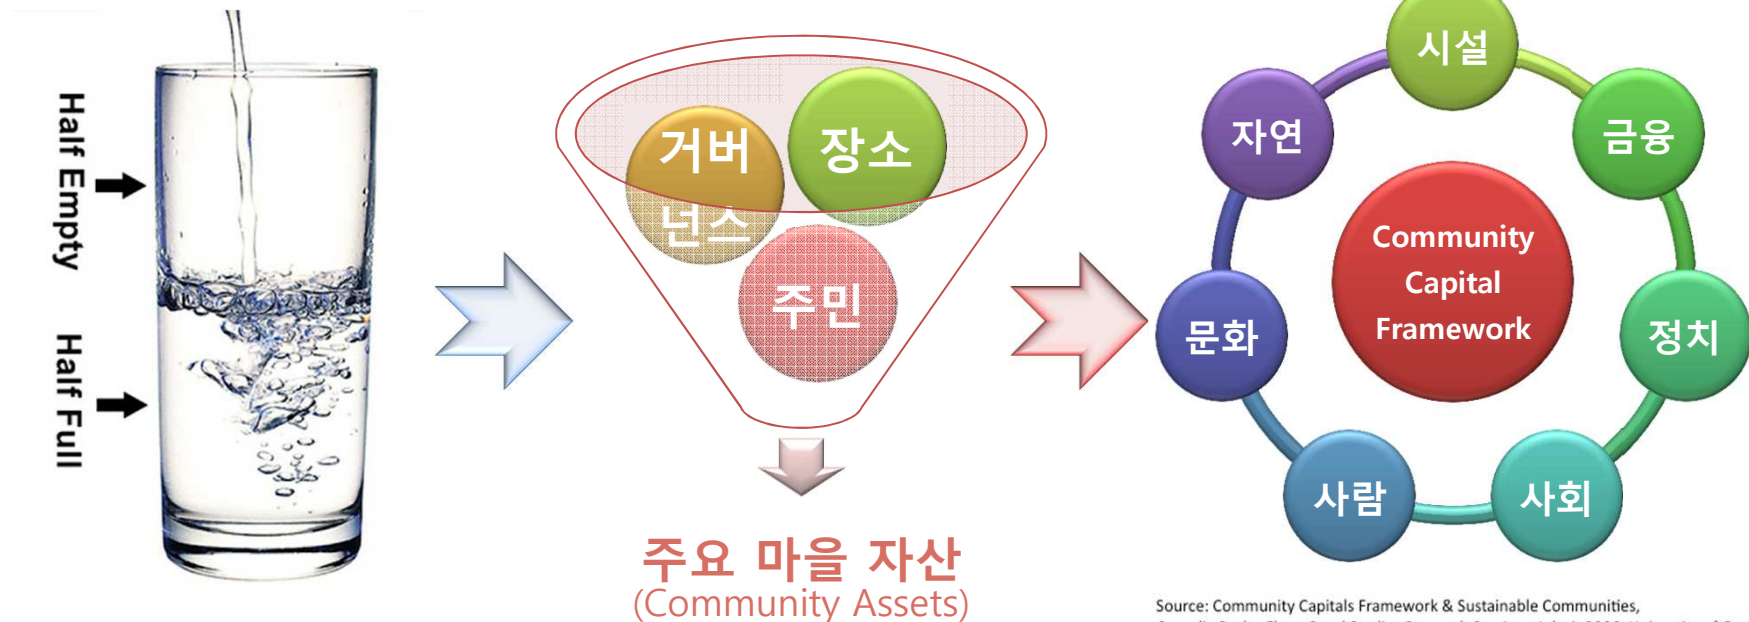 Half Empty
Half Full
거버
넌스
장소
주민
주요 마을 자산
(Community Assets)
시설
자연
금융
Community
Capital
Framework
문화
정치
사람
사회
Source: Community Capitals Framework & Sustainable Communities,